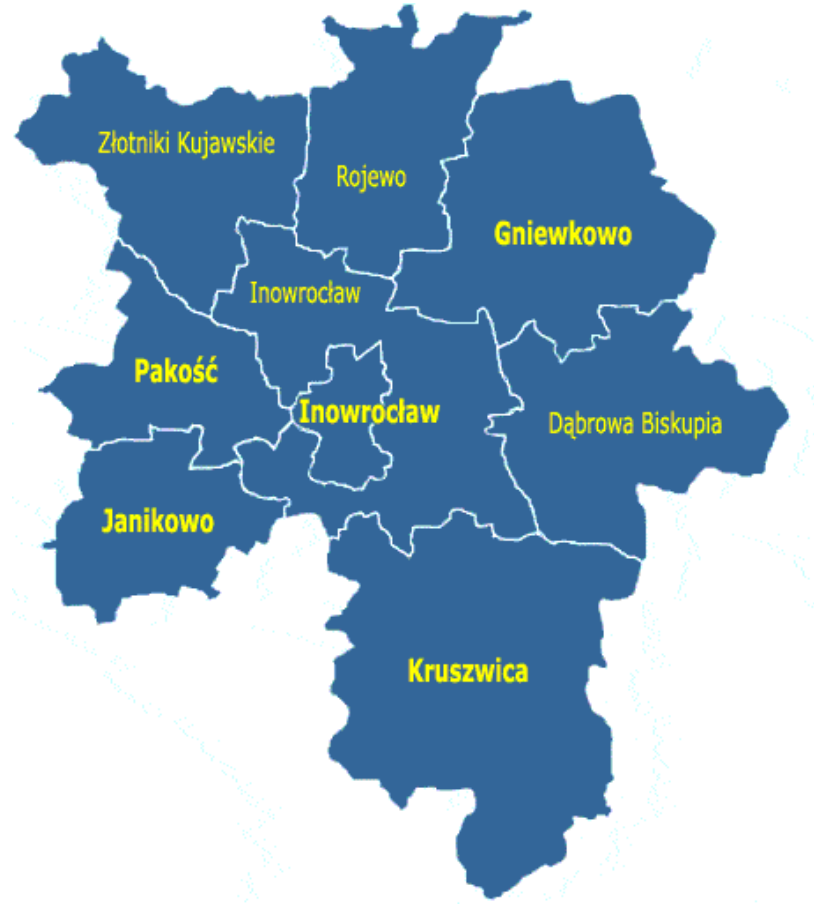 Złotniki Kujawskie
Rojewo
Gniewkowo
Inowrocław
Pakość
Inowrocław
Dąbrowa Biskupia
Janikowo
Kruszwica